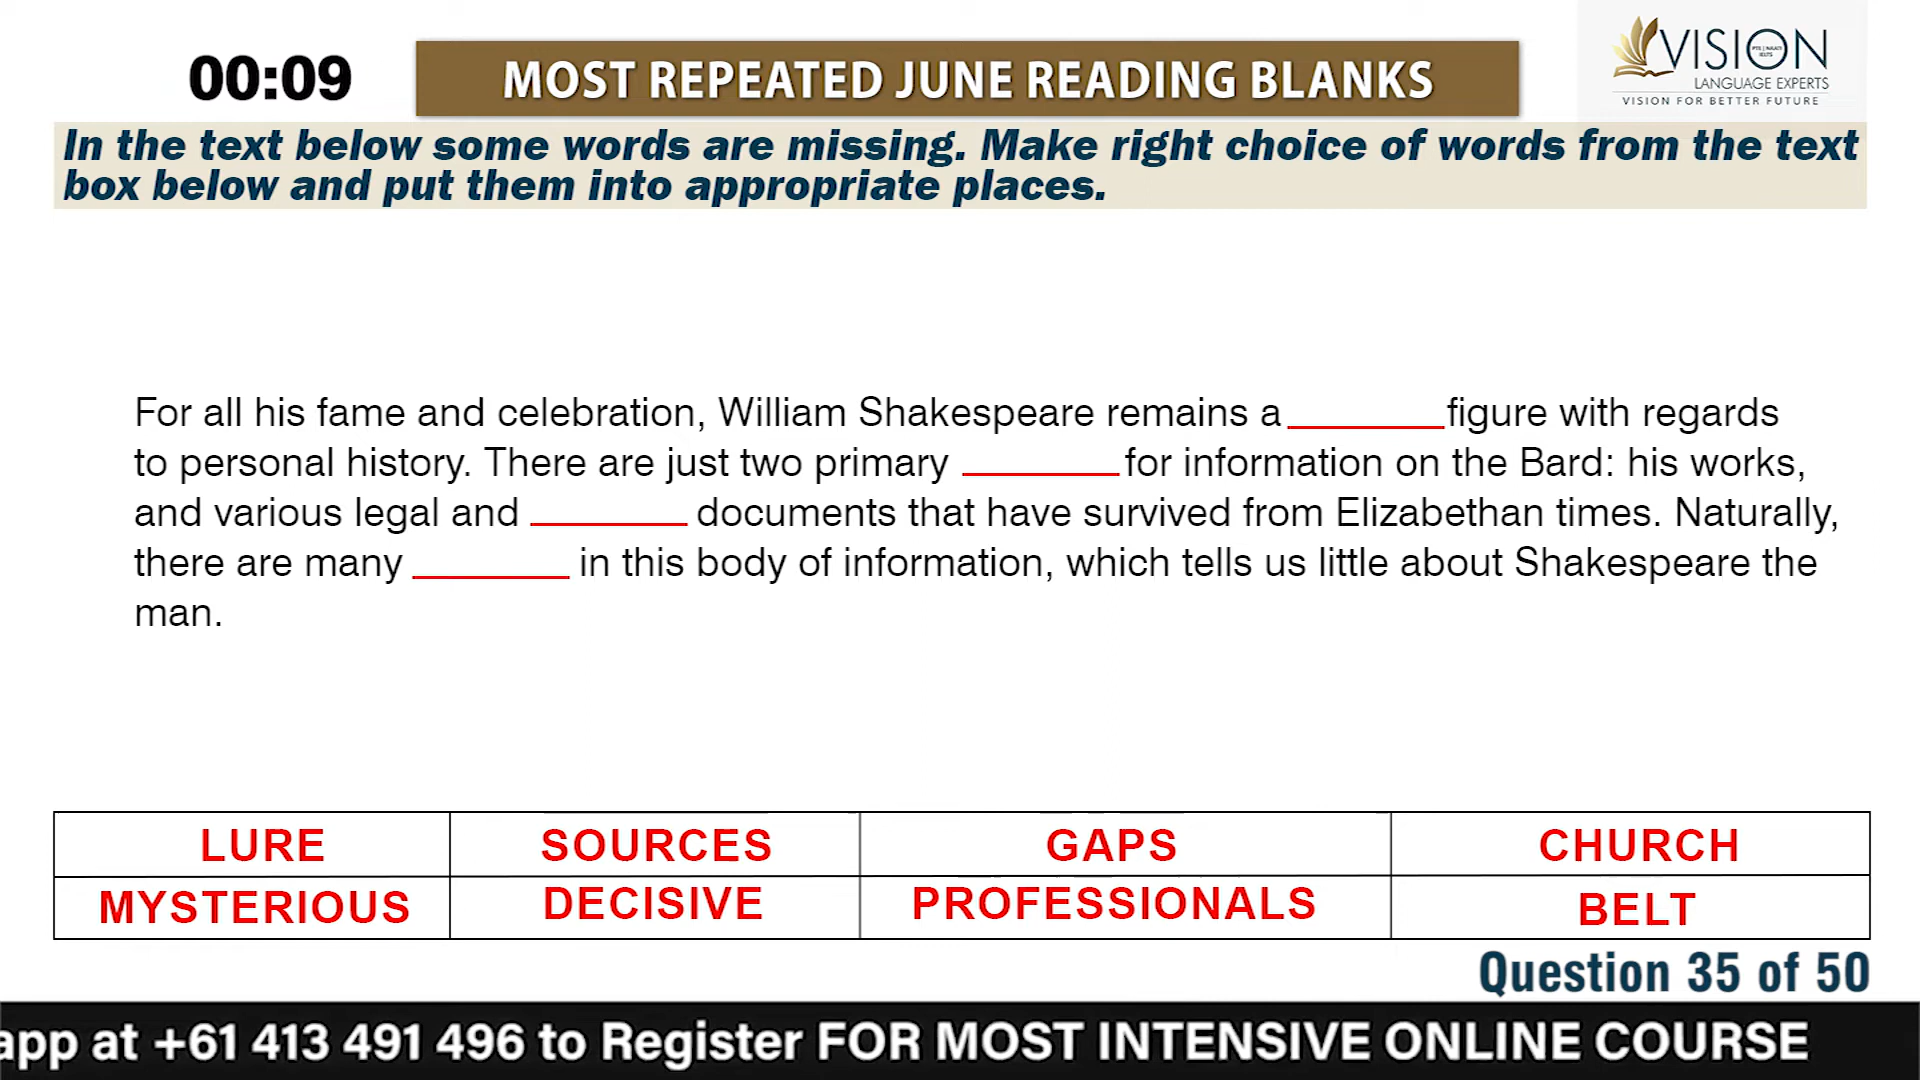 00:09
MOST REPEATED JUNE READING BLANKS
VISION
PTE | NAATI
IELTS
LANGUAGE EXPERTS
VISION FOR BETTER FUTURE
In the text below some words are missing. Make right choice of words from the text
box below and put them into appropriate places.
For all his fame and celebration, William Shakespeare remains a ________ figure with regards
to personal history. There are just two primary ________ for information on the Bard: his works,
and various legal and ________ documents that have survived from Elizabethan times. Naturally,
there are many ________ in this body of information, which tells us little about Shakespeare the
man.
LURE SOURCES GAPS CHURCH
MYSTERIOUS DECISIVE PROFESSIONALS BELT
Question 35 of 50
app at +61 413 491 496 to Register FOR MOST INTENSIVE ONLINE COURSE